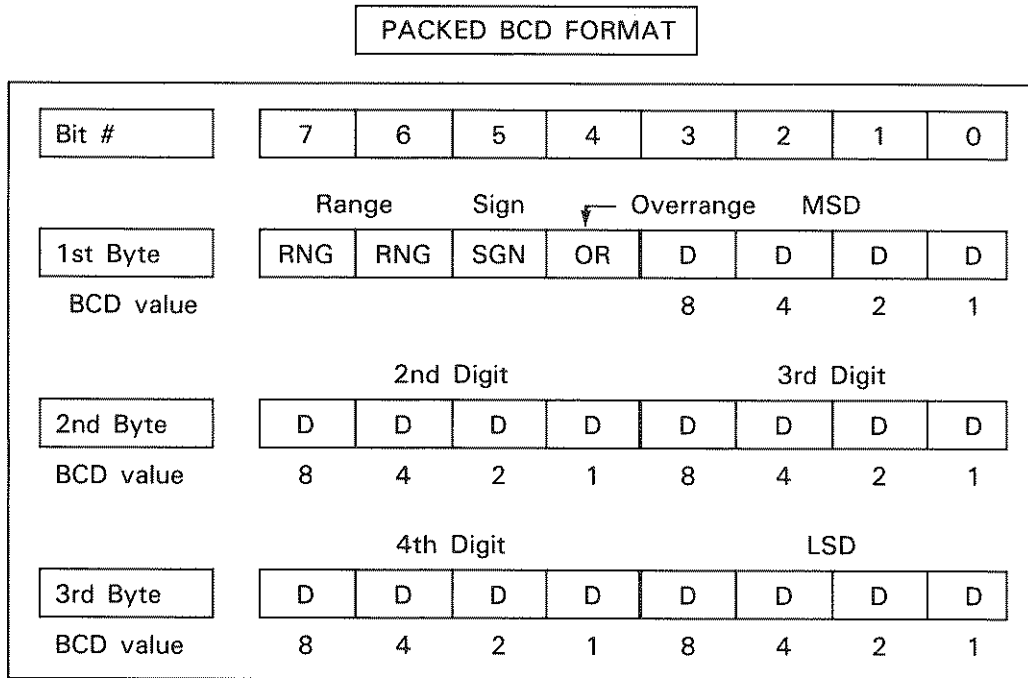 PACKED BCD FORMAT
Bit # 7 6 5 4 3 2 1 0
Range Sign Overrange MSD
1st Byte RNG RNG SGN OR D D D D
BCD value 8 4 2 1
2nd Digit 3rd Digit
2nd Byte D D D D D D D D
BCD value 8 4 2 1 8 4 2 1
4th Digit LSD
3rd Byte D D D D D D D D
BCD value 8 4 2 1 8 4 2 1